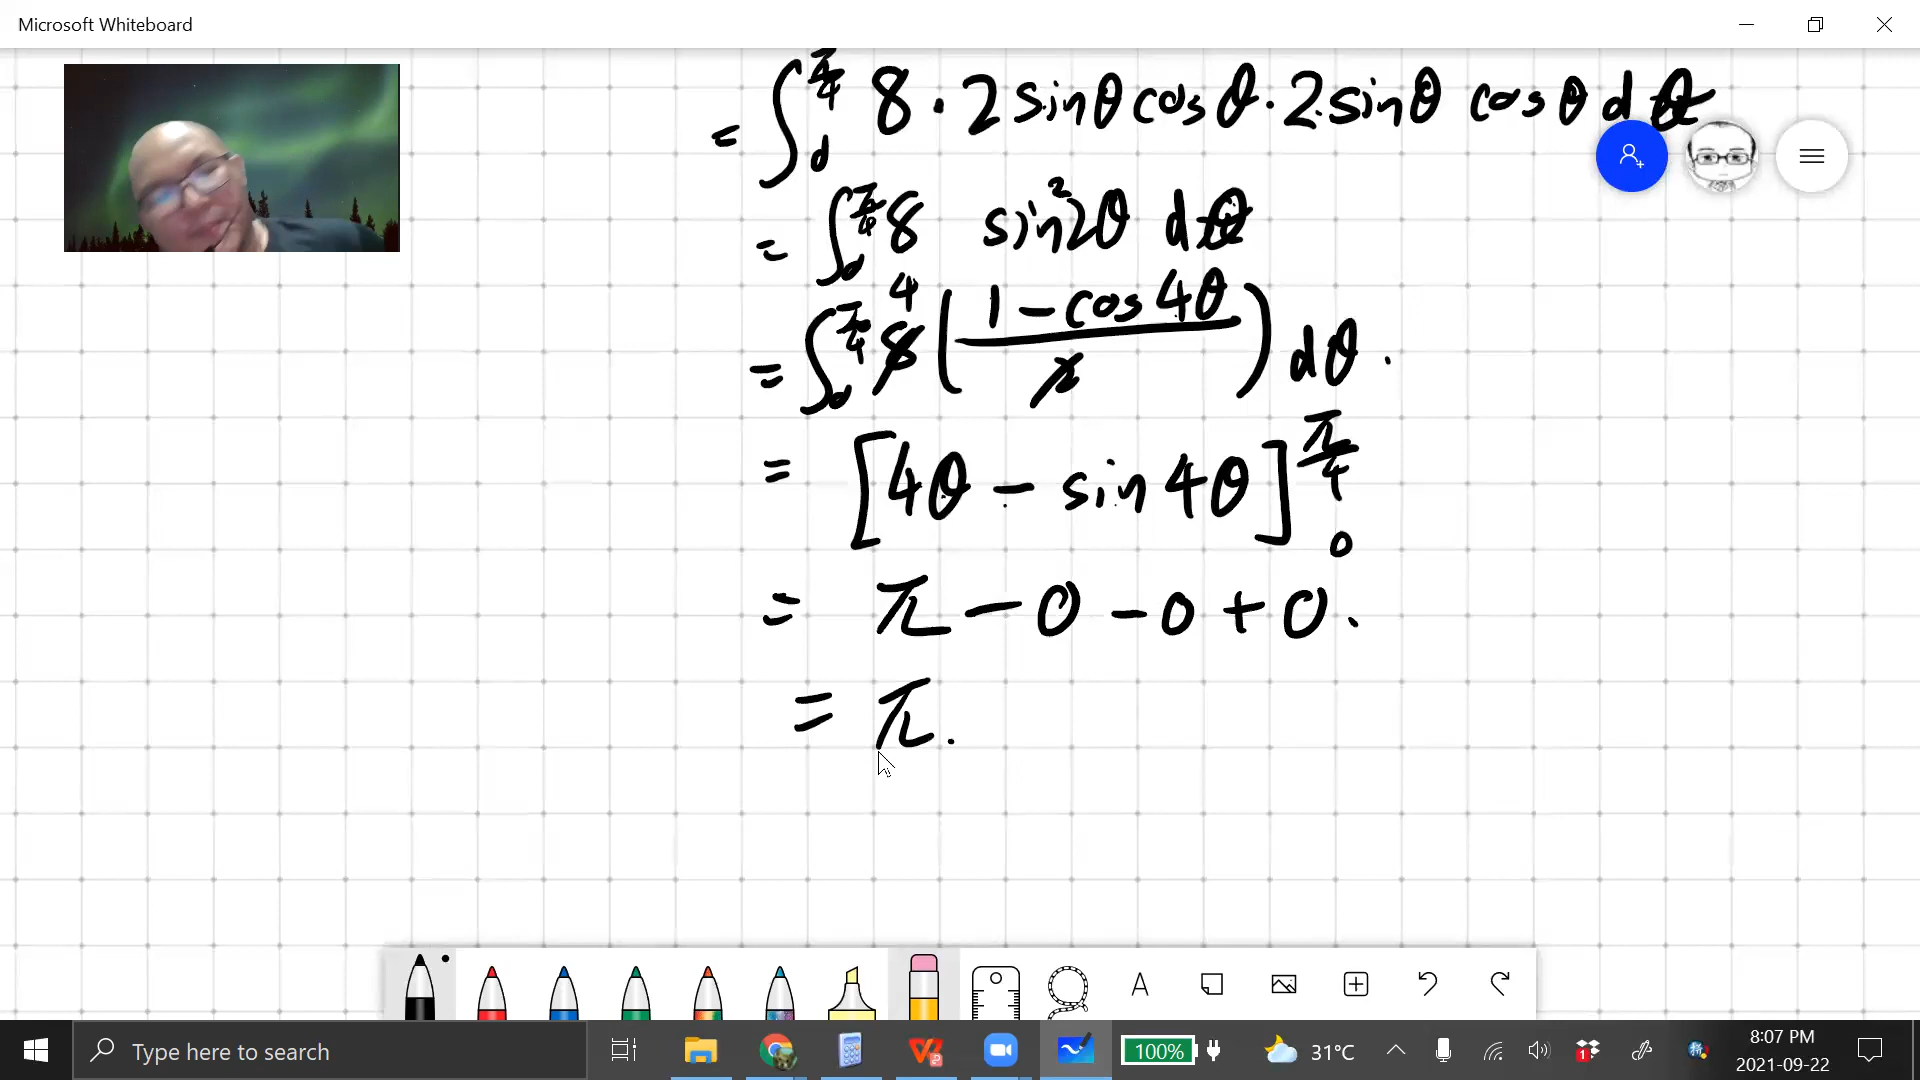 Microsoft Whiteboard
= ∫₀^(π/4) 8 · 2 sinθ cosθ · 2 sinθ cosθ dθ
= ∫₀^(π/4) 8 sin²2θ dθ
4
= ∫₀^(π/4) 8 ( (1 - cos 4θ) / 2 ) dθ .
= [4θ - sin 4θ]₀^(π/4)
= π - 0 - 0 + 0 .
= π .
Type here to search
100%
31°C
1
8:07 PM
2021-09-22